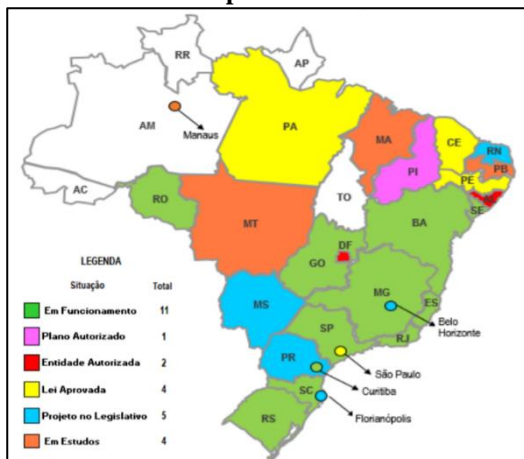 RR
AP
AM
Manaus
PA
MA
CE
RN
PB
PI
PE
AC
TO
SE
RO
BA
MT
DF
GO
LEGENDA
Situação Total
Em Funcionamento 11
Plano Autorizado 1
Entidade Autorizada 2
Lei Aprovada 4
Projeto no Legislativo 5
Em Estudos 4
MG
ES
MS
SP
RJ
Belo
Horizonte
PR
São Paulo
Curitiba
SC
Florianópolis
RS